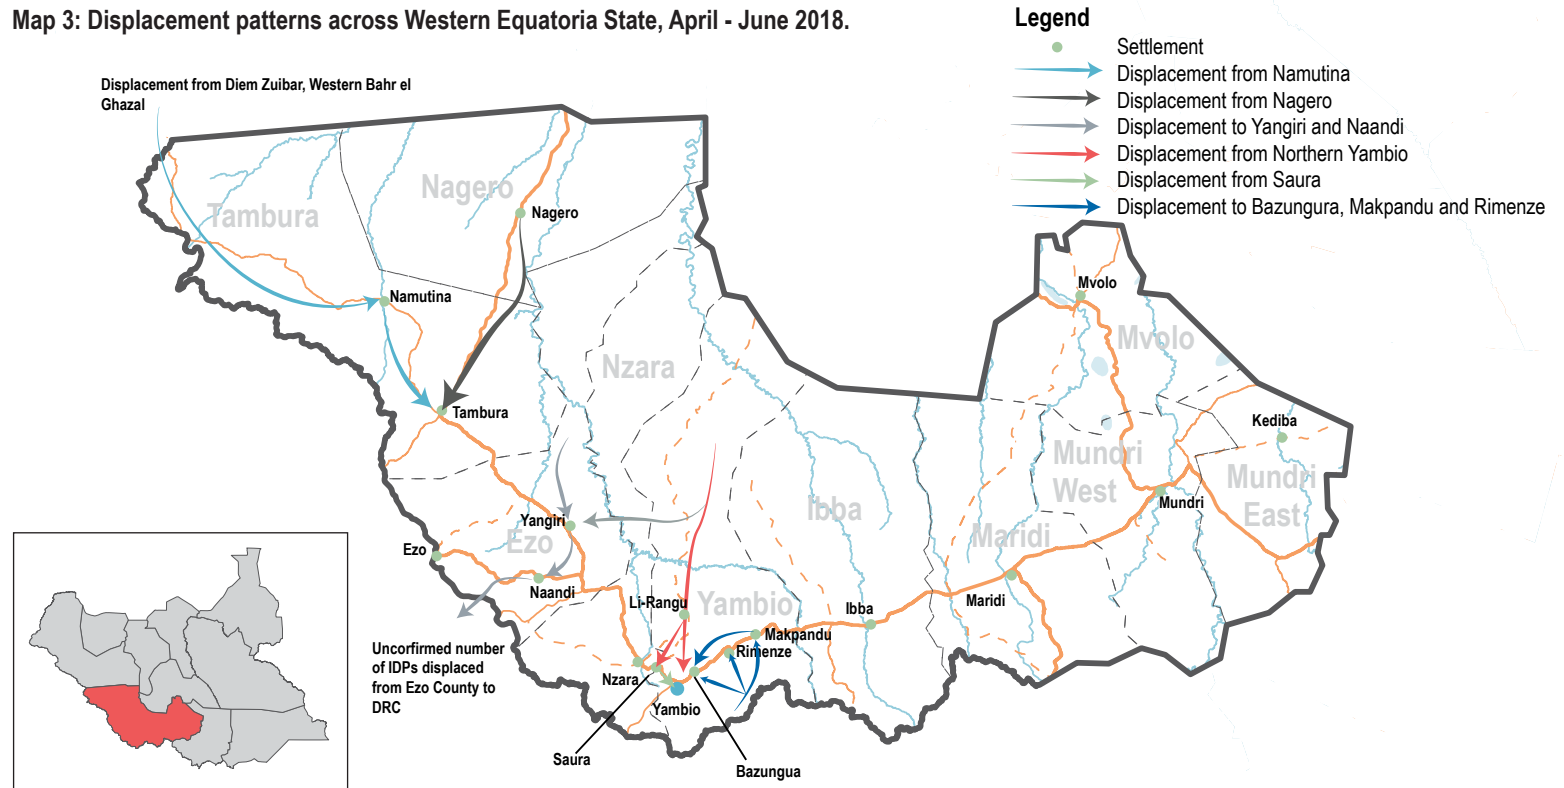 Map 3: Displacement patterns across Western Equatoria State, April - June 2018.
Legend
Settlement
Displacement from Namutina
Displacement from Nagero
Displacement to Yangiri and Naandi
Displacement from Northern Yambio
Displacement from Saura
Displacement to Bazungura, Makpandu and Rimenze
Displacement from Diem Zuibar, Western Bahr el
Ghazal
Tambura
Nagero
Nagero
Namutina
Tambura
Nzara
Mvolo
Mvolo
Kediba
Mundri
West
Mundri
East
Mundri
Ibba
Maridi
Yangiri
Ezo
Ezo
Naandi
Li-Rangu
Yambio
Ibba
Maridi
Makpandu
Rimenze
Uncorfirmed number
of IDPs displaced
from Ezo County to
DRC
Nzara
Yambio
Saura
Bazungua